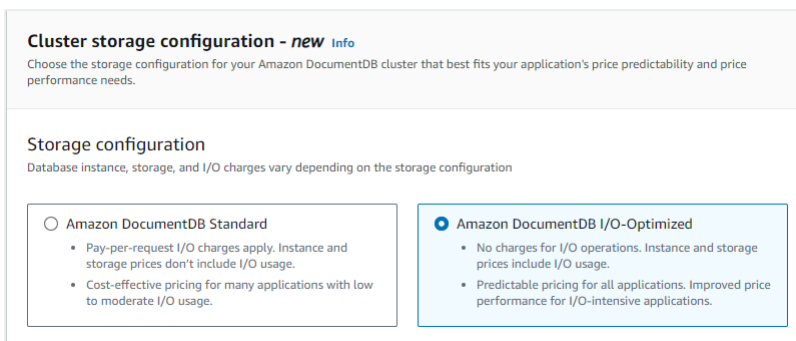 Cluster storage configuration - new Info
Choose the storage configuration for your Amazon DocumentDB cluster that best fits your application's price predictability and price
performance needs.
Storage configuration
Database instance, storage, and I/O charges vary depending on the storage configuration
Amazon DocumentDB Standard
• Pay-per-request I/O charges apply. Instance and
storage prices don't include I/O usage.
• Cost-effective pricing for many applications with low
to moderate I/O usage.
Amazon DocumentDB I/O-Optimized
• No charges for I/O operations. Instance and storage
prices include I/O usage.
• Predictable pricing for all applications. Improved price
performance for I/O-intensive applications.